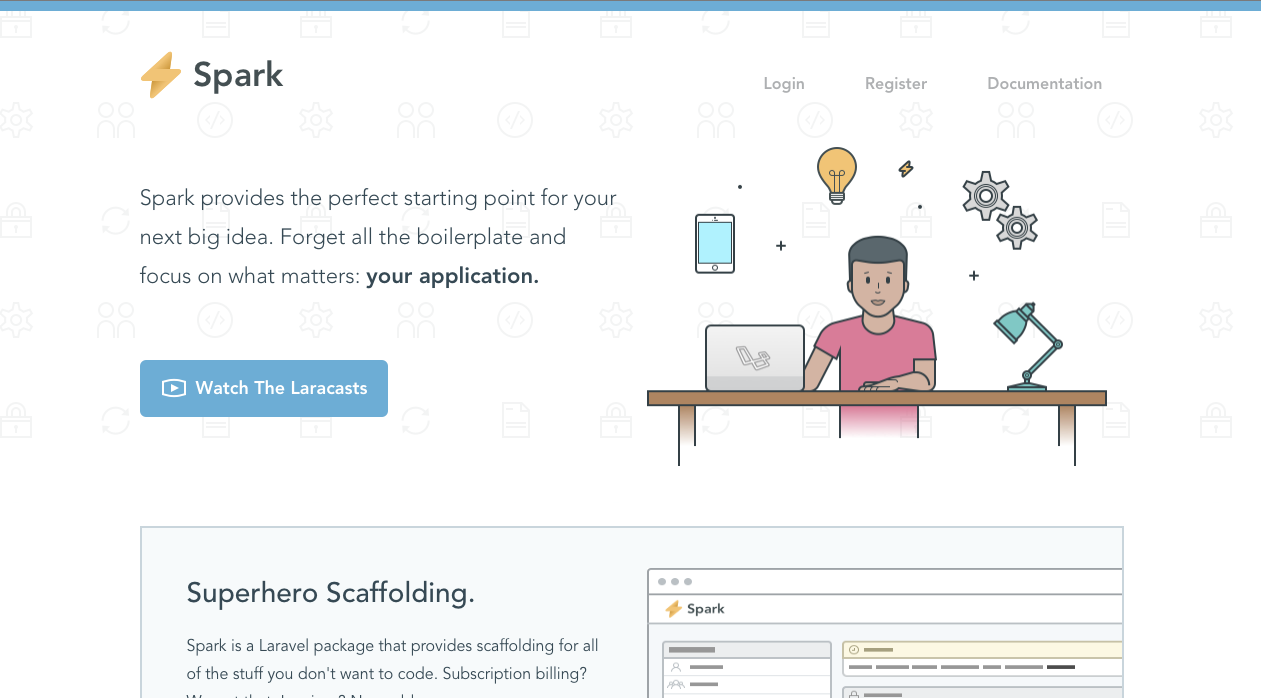 Spark
Login Register Documentation
Spark provides the perfect starting point for your
next big idea. Forget all the boilerplate and
focus on what matters: your application.
Watch The Laracasts
Superhero Scaffolding.
Spark is a Laravel package that provides scaffolding for all
of the stuff you don't want to code. Subscription billing?
Spark